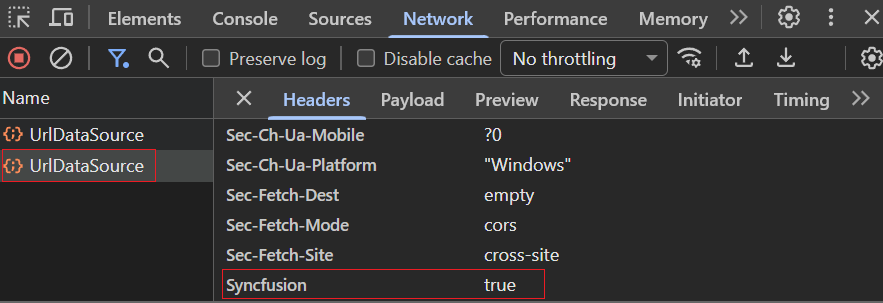 Elements Console Sources Network Performance Memory
Preserve log Disable cache No throttling
Name Headers Payload Preview Response Initiator Timing
UrlDataSource Sec-Ch-Ua-Mobile ?0
UrlDataSource Sec-Ch-Ua-Platform "Windows"
Sec-Fetch-Dest empty
Sec-Fetch-Mode cors
Sec-Fetch-Site cross-site
Syncfusion true